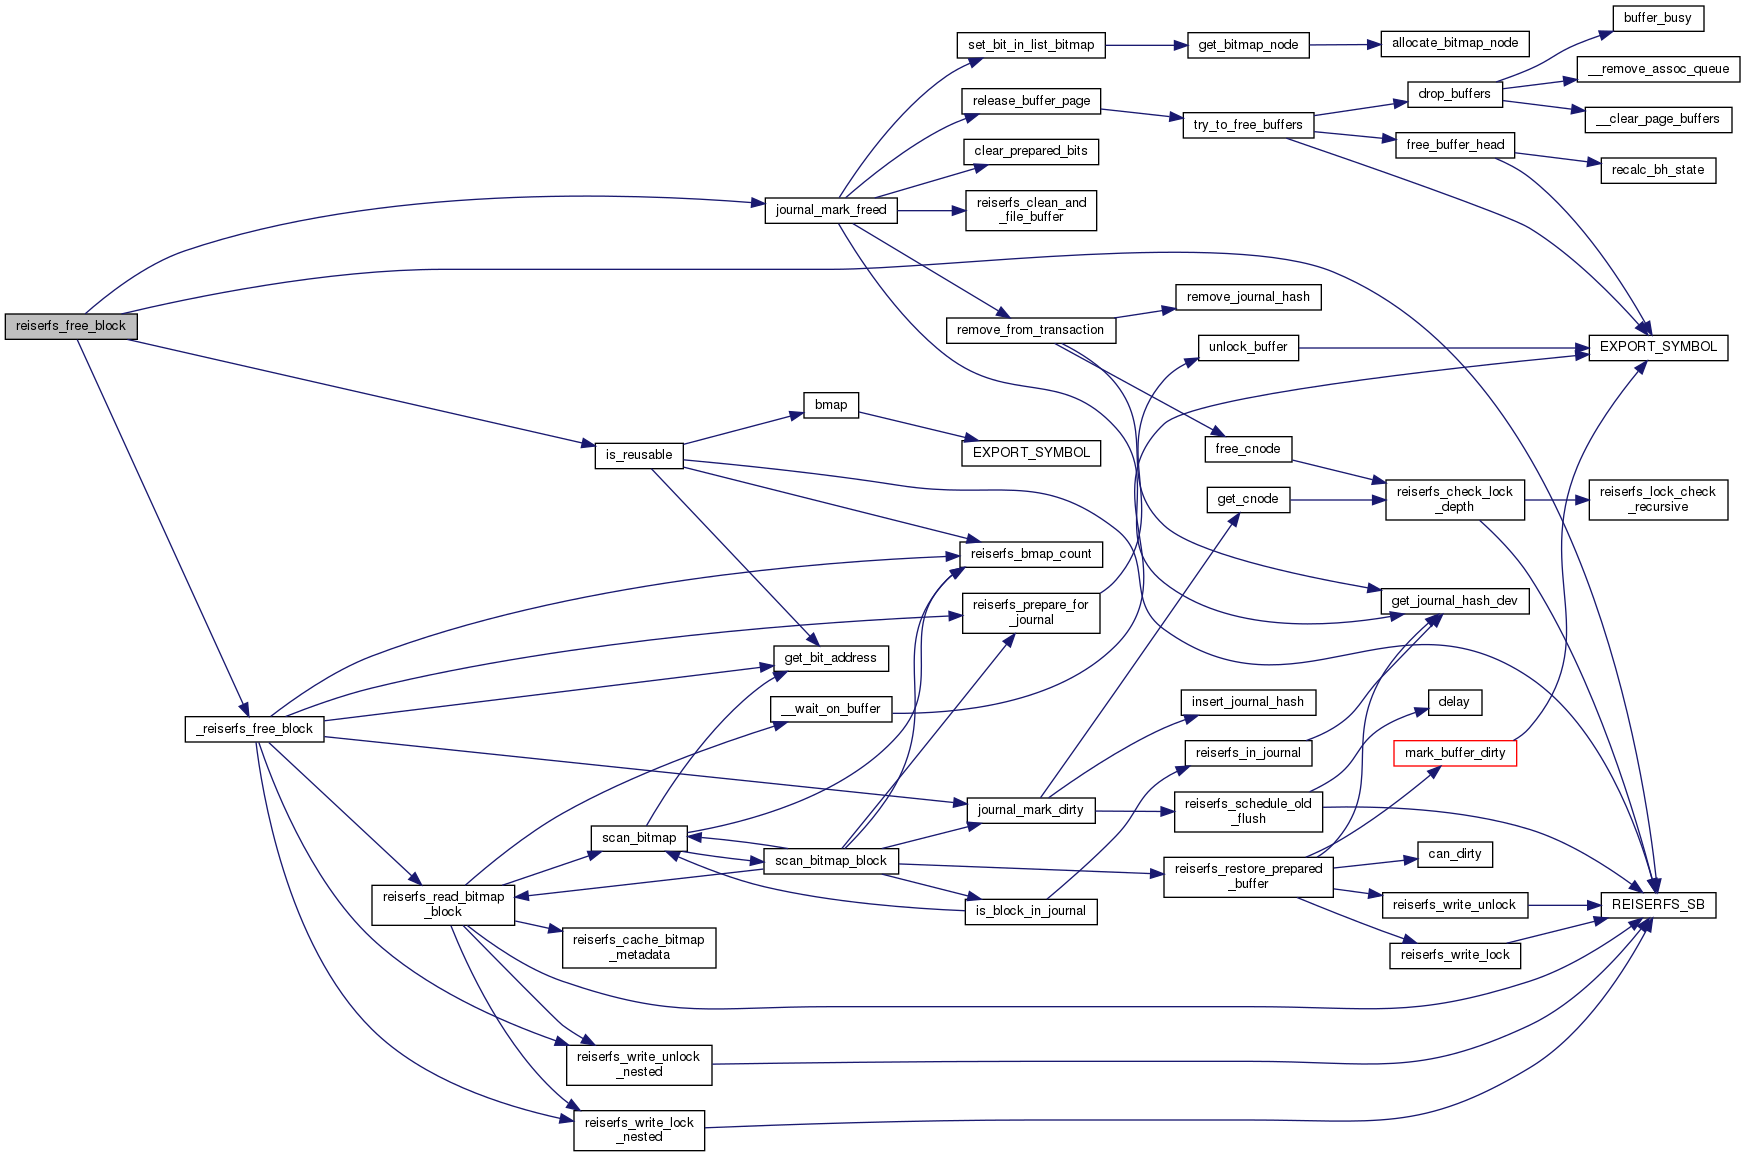 buffer_busy
set_bit_in_list_bitmap
get_bitmap_node
allocate_bitmap_node
__remove_assoc_queue
drop_buffers
release_buffer_page
__clear_page_buffers
try_to_free_buffers
free_buffer_head
clear_prepared_bits
recalc_bh_state
journal_mark_freed
reiserfs_clean_and
_file_buffer
remove_journal_hash
reiserfs_free_block
remove_from_transaction
unlock_buffer
EXPORT_SYMBOL
bmap
is_reusable
EXPORT_SYMBOL
free_cnode
get_cnode
reiserfs_check_lock
_depth
reiserfs_lock_check
_recursive
reiserfs_bmap_count
reiserfs_prepare_for
_journal
get_journal_hash_dev
get_bit_address
__wait_on_buffer
insert_journal_hash
delay
_reiserfs_free_block
reiserfs_in_journal
mark_buffer_dirty
journal_mark_dirty
reiserfs_schedule_old
_flush
scan_bitmap
scan_bitmap_block
can_dirty
reiserfs_restore_prepared
_buffer
reiserfs_read_bitmap
_block
is_block_in_journal
reiserfs_write_unlock
REISERFS_SB
reiserfs_cache_bitmap
_metadata
reiserfs_write_lock
reiserfs_write_unlock
_nested
reiserfs_write_lock
_nested